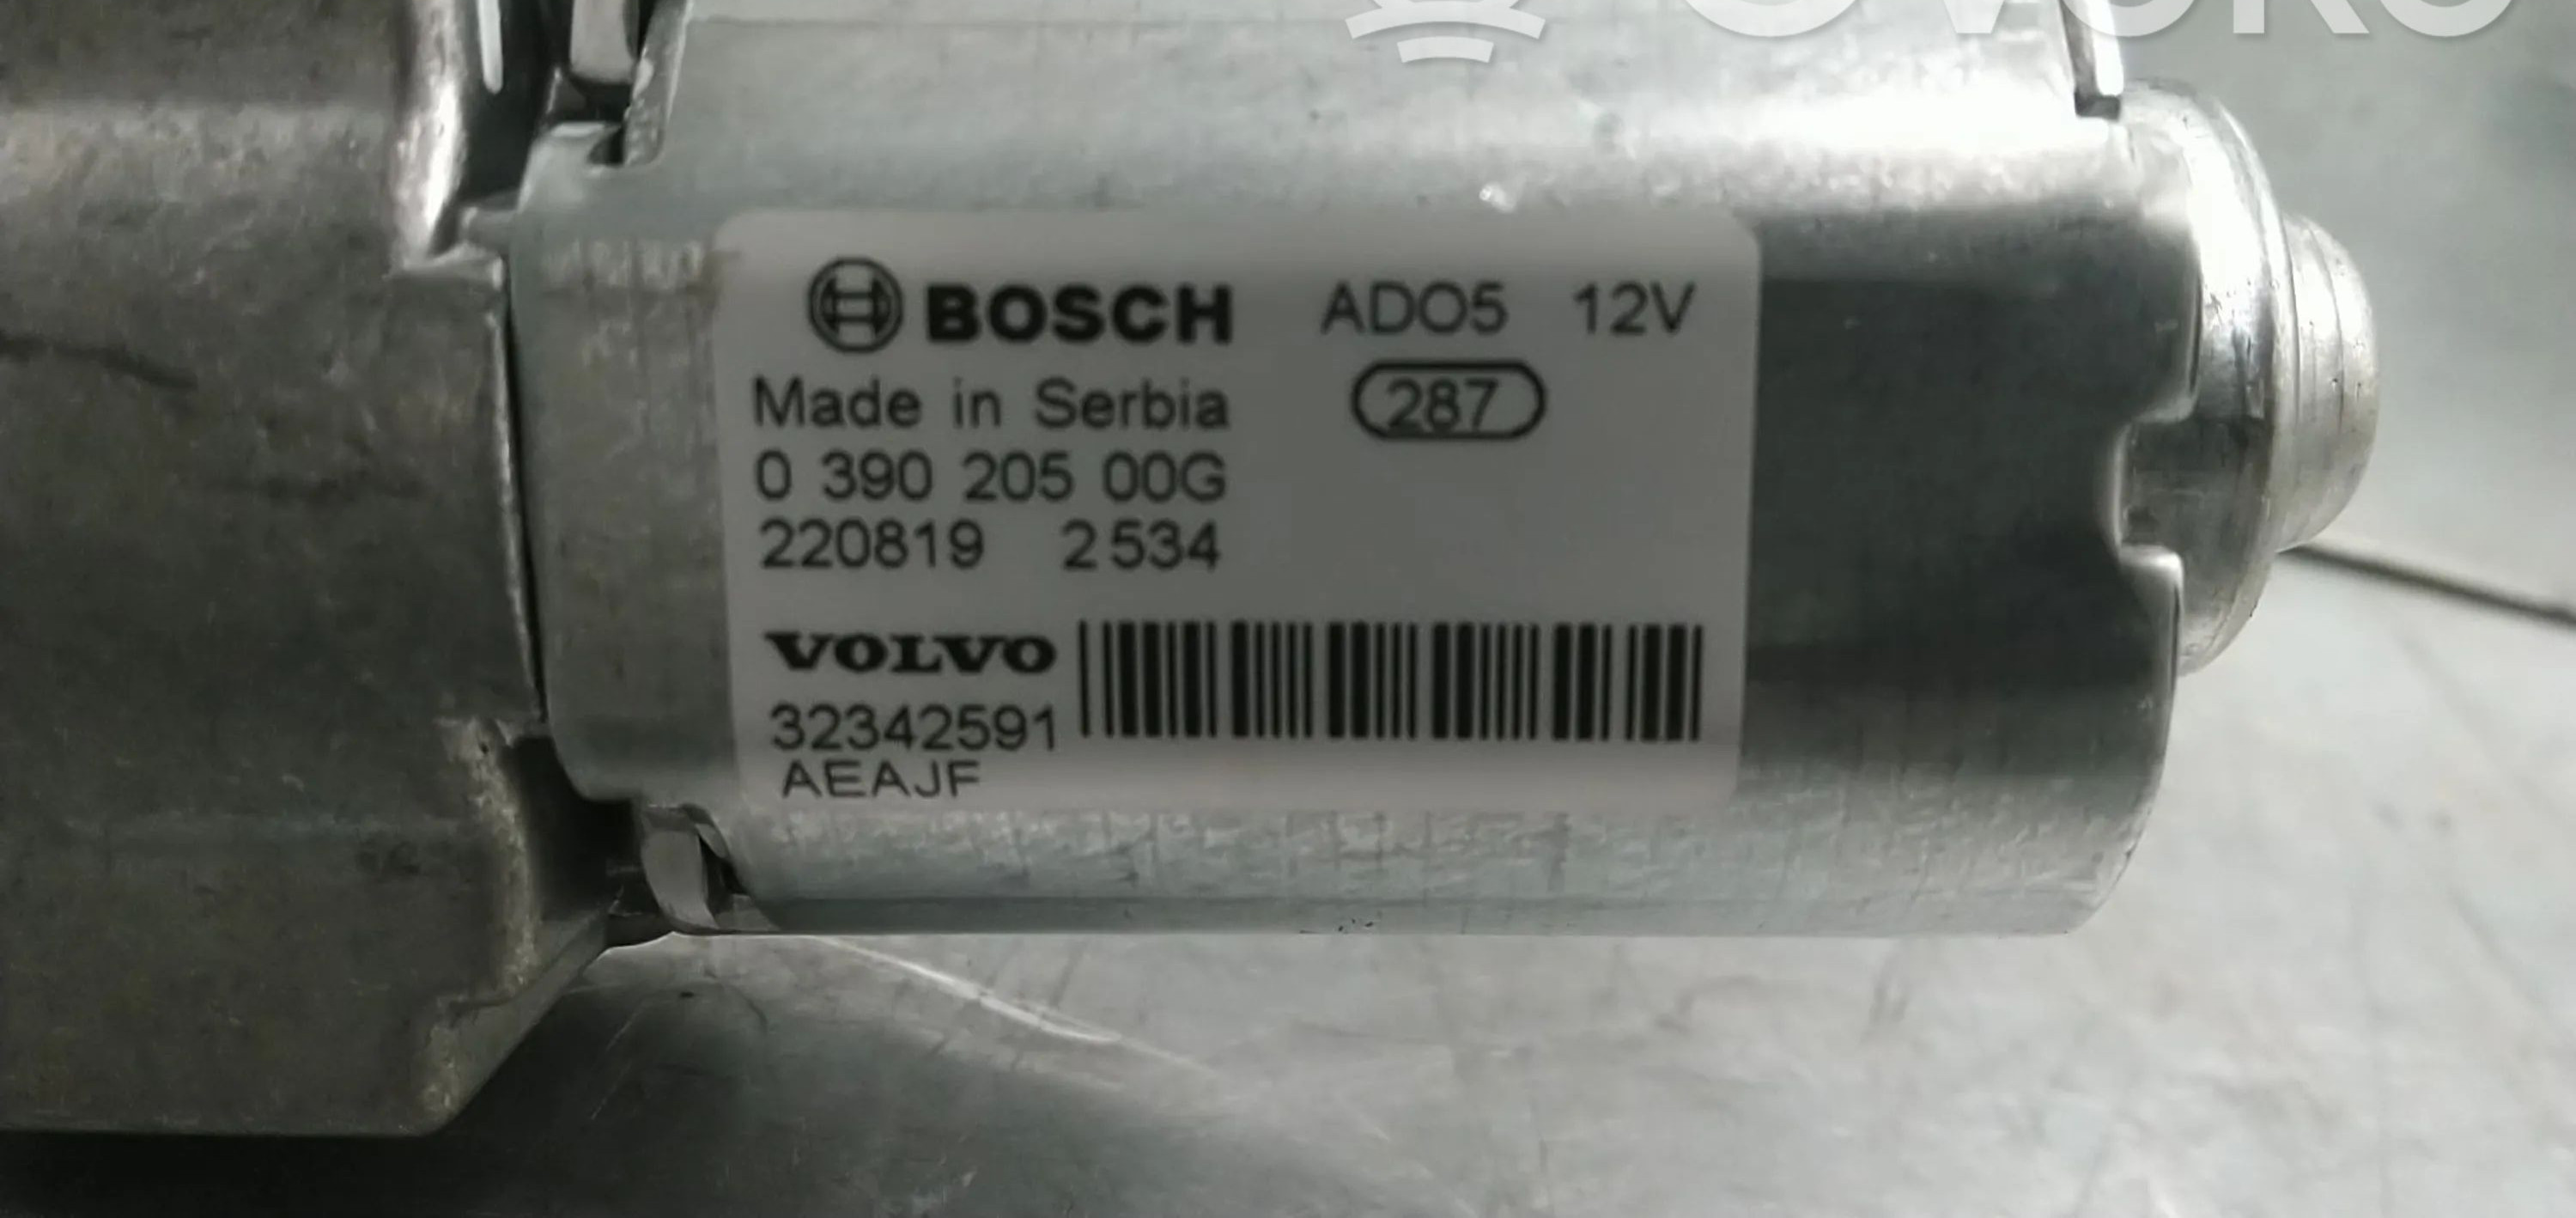 BOSCH ADO5 12V
Made in Serbia 287
0 390 205 00G
220819 2534
VOLVO
32342591
AEAJF